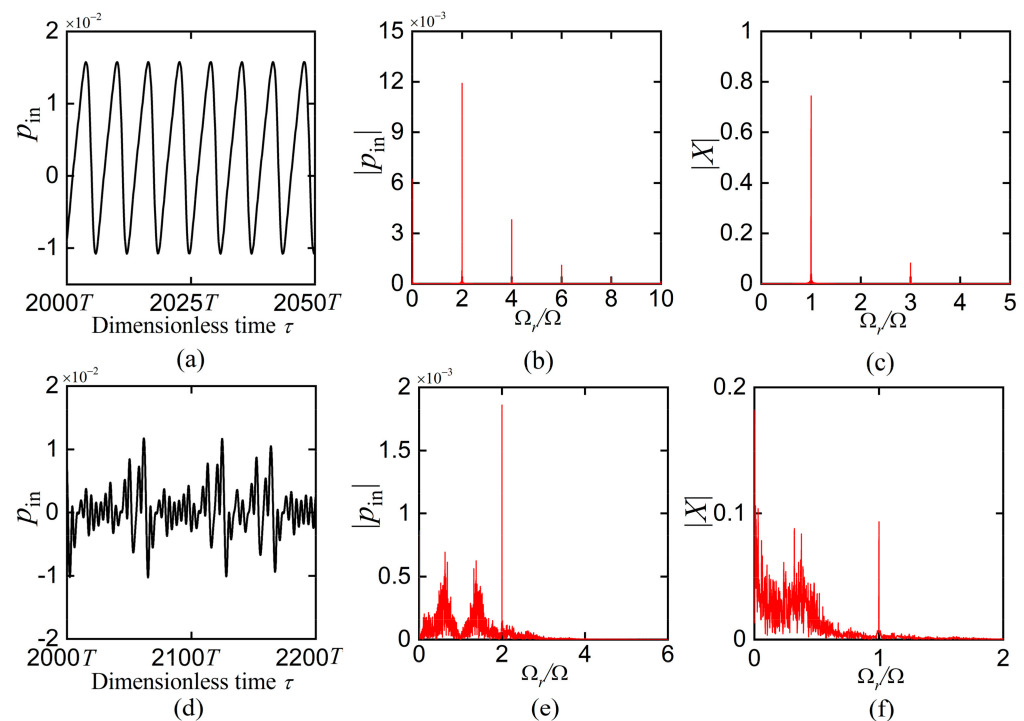 ×10⁻²
2
1
0
-1
p_in
2000T 2025T 2050T
Dimensionless time τ
(a)
×10⁻³
15
12
9
6
3
0
|p_in|
0 2 4 6 8 10
Ω_r/Ω
(b)
1
0.8
0.6
0.4
0.2
0
|X|
0 1 2 3 4 5
Ω_r/Ω
(c)
×10⁻²
2
1
0
-1
-2
p_in
2000T 2100T 2200T
Dimensionless time τ
(d)
×10⁻³
2
1.5
1
0.5
0
|p_in|
0 2 4 6
Ω_r/Ω
(e)
0.2
0.1
0
|X|
0 1 2
Ω_r/Ω
(f)